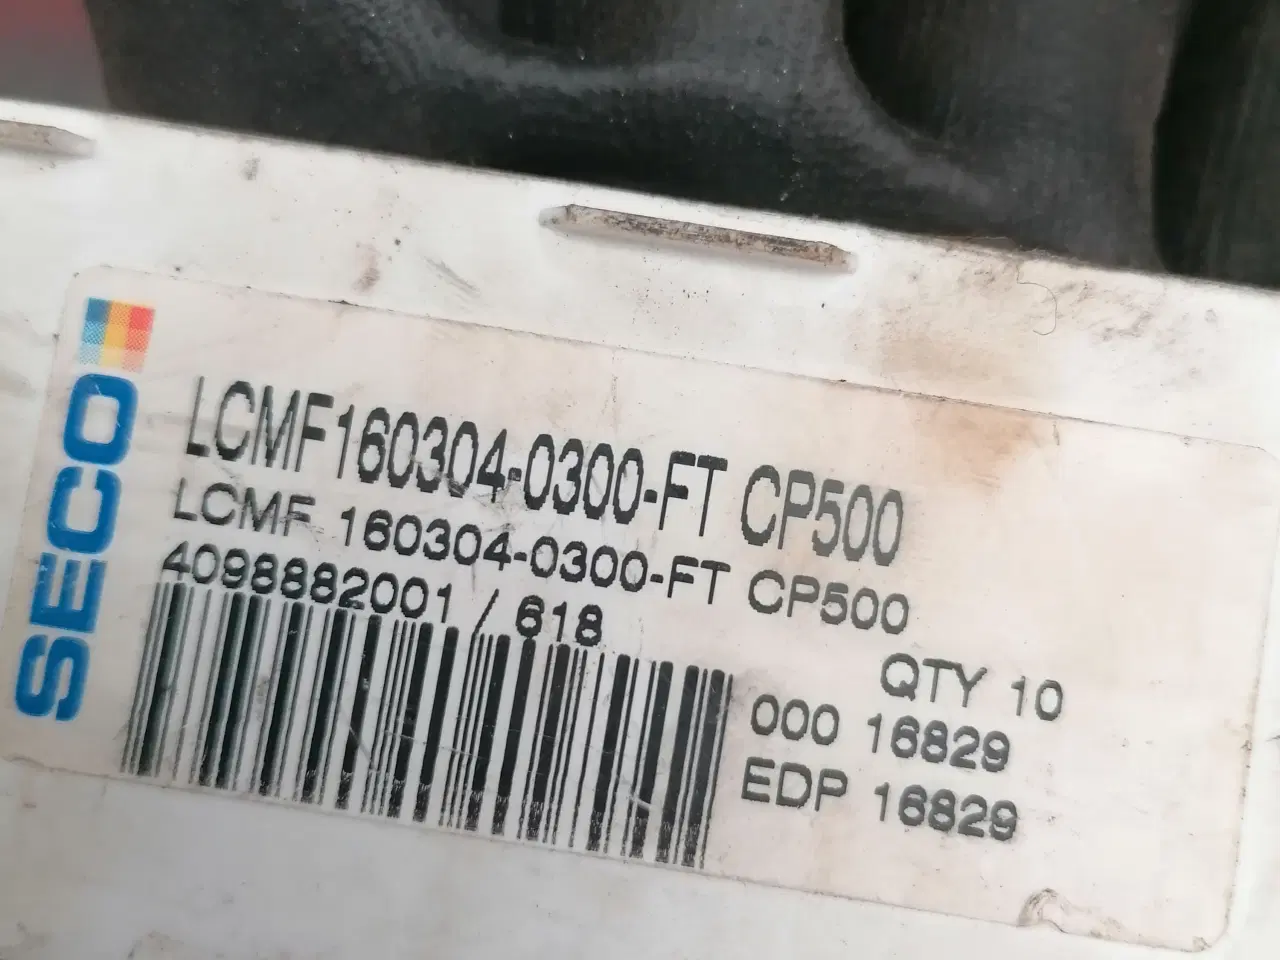 SECO
LCMF160304-0300-FT CP500
LCMF 160304-0300-FT CP500
4098882001 / 618
QTY 10
000 16829
EDP 16829